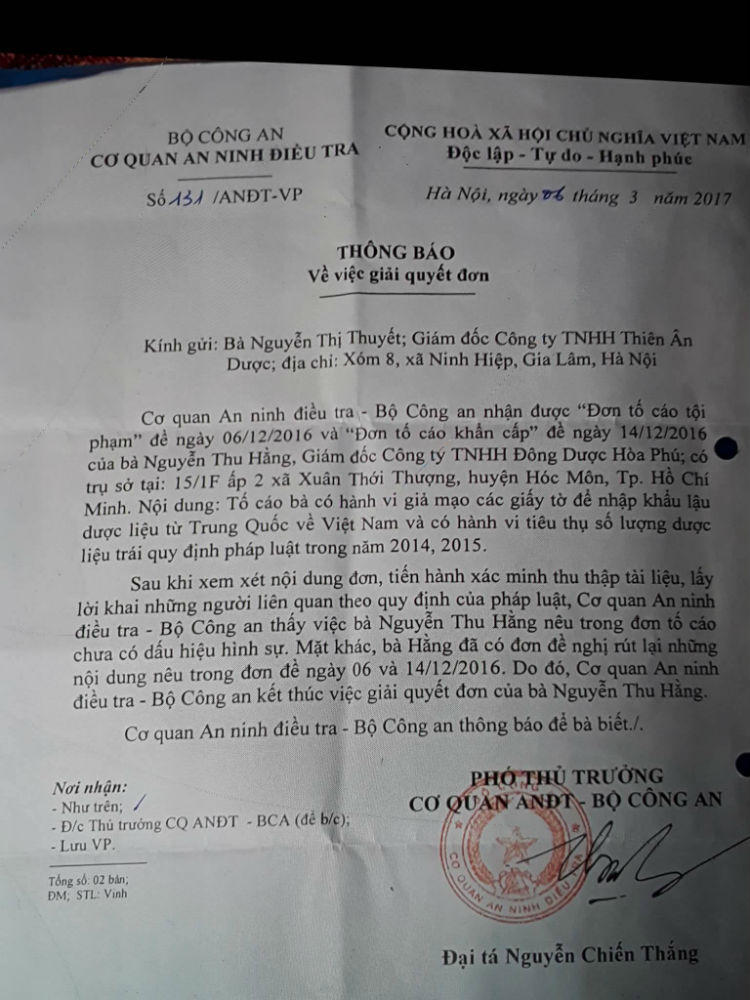 BỘ CÔNG AN
CƠ QUAN AN NINH ĐIỀU TRA
Số 131 /ANĐT-VP
CỘNG HOÀ XÃ HỘI CHỦ NGHĨA VIỆT NAM
Độc lập - Tự do - Hạnh phúc
Hà Nội, ngày 06 tháng 3 năm 2017
THÔNG BÁO
Về việc giải quyết đơn
Kính gửi: Bà Nguyễn Thị Thuyết; Giám đốc Công ty TNHH Thiên Ân
Dược; địa chỉ: Xóm 8, xã Ninh Hiệp, Gia Lâm, Hà Nội
Cơ quan An ninh điều tra - Bộ Công an nhận được “Đơn tố cáo tội
phạm” đề ngày 06/12/2016 và “Đơn tố cáo khẩn cấp” đề ngày 14/12/2016
của bà Nguyễn Thu Hằng, Giám đốc Công ty TNHH Đông Dược Hòa Phú; có
trụ sở tại: 15/1F ấp 2 xã Xuân Thới Thượng, huyện Hóc Môn, Tp. Hồ Chí
Minh. Nội dung: Tố cáo bà có hành vi giả mạo các giấy tờ để nhập khẩu lậu
dược liệu từ Trung Quốc về Việt Nam và có hành vi tiêu thụ số lượng dược
liệu trái quy định pháp luật trong năm 2014, 2015.
Sau khi xem xét nội dung đơn, tiến hành xác minh thu thập tài liệu, lấy
lời khai những người liên quan theo quy định của pháp luật, Cơ quan An ninh
điều tra - Bộ Công an thấy việc bà Nguyễn Thu Hằng nêu trong đơn tố cáo
chưa có dấu hiệu hình sự. Mặt khác, bà Hằng đã có đơn đề nghị rút lại những
nội dung nêu trong đơn đề ngày 06 và 14/12/2016. Do đó, Cơ quan An ninh
điều tra - Bộ Công an kết thúc việc giải quyết đơn của bà Nguyễn Thu Hằng.
Cơ quan An ninh điều tra - Bộ Công an thông báo để bà biết./.
Nơi nhận:
- Như trên;
- Đ/c Thủ trưởng CQ ANĐT - BCA (để b/c);
- Lưu VP.
Tổng số: 02 bản;
ĐM; STL: Vinh
PHÓ THỦ TRƯỞNG
CƠ QUAN ANĐT - BỘ CÔNG AN
CƠ QUAN AN NINH ĐIỀU TRA
Đại tá Nguyễn Chiến Thắng